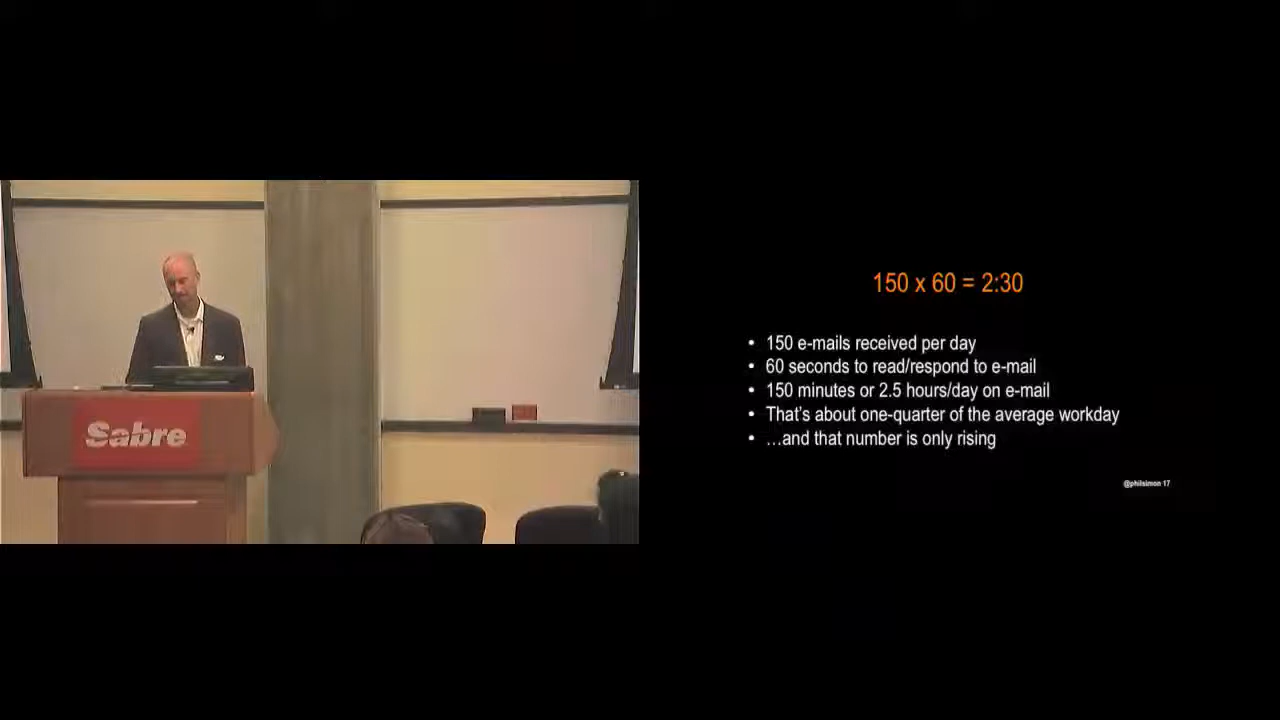 Sabre
150 x 60 = 2:30
• 150 e-mails received per day
• 60 seconds to read/respond to e-mail
• 150 minutes or 2.5 hours/day on e-mail
• That's about one-quarter of the average workday
• …and that number is only rising
@philsimon 17